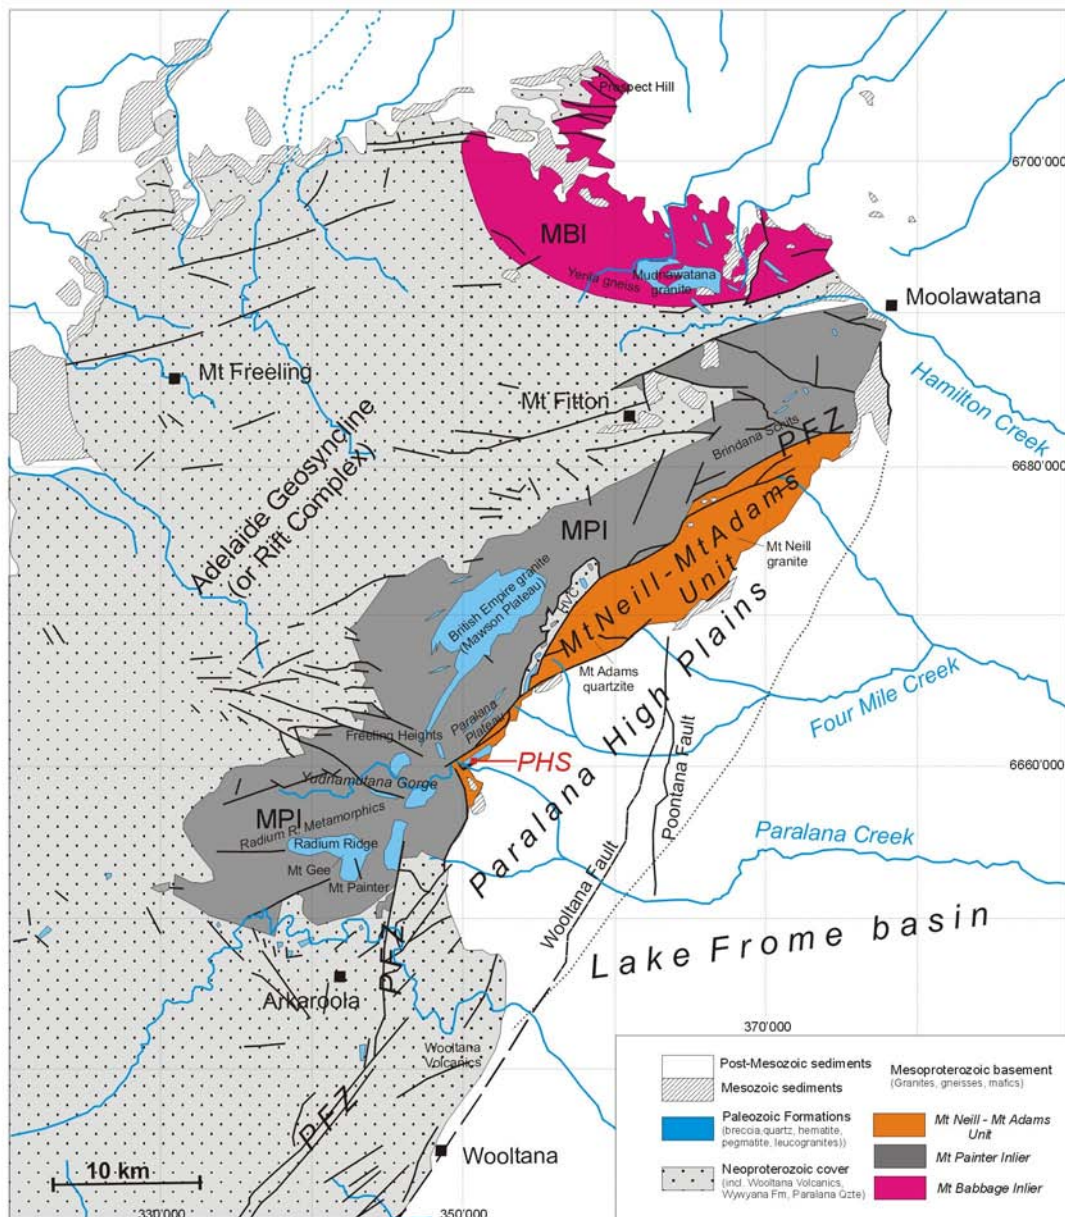 Prospect Hill
6700'000
MBI
Yerila gneiss
Mudnawatana
granite
Moolawatana
Mt Freeling
Hamilton Creek
Mt Fitton
Brindana Schits
PFZ
6680'000
Adelaide Geosyncline
(or Rift Complex)
MPI
Mt Neill - Mt Adams
Unit
Mt Neill
granite
British Empire granite
(Mawson Plateau)
HVC
Mt Adams
quartzite
Paralana High Plains
Four Mile Creek
Paralana
Plateau
Freeling Heights
PHS
6660'000
Yudnamutana Gorge
Poontana Fault
MPI
Radium R. Metamorphics
Radium Ridge
Mt Gee
Mt Painter
Paralana Creek
Wooltana Fault
Lake Frome basin
PFZ
Arkaroola
370'000
Wooltana
Volcanics
PFZ
Wooltana
10 km
330'000
350'000
Post-Mesozoic sediments
Mesozoic sediments
Paleozoic Formations
(breccia,quartz, hematite,
pegmatite, leucogranites))
Neoproterozoic cover
(incl. Wooltana Volcanics,
Wywyana Fm, Paralana Qzte)
Mesoproterozoic basement
(Granites, gneisses, mafics)
Mt Neill - Mt Adams
Unit
Mt Painter Inlier
Mt Babbage Inlier